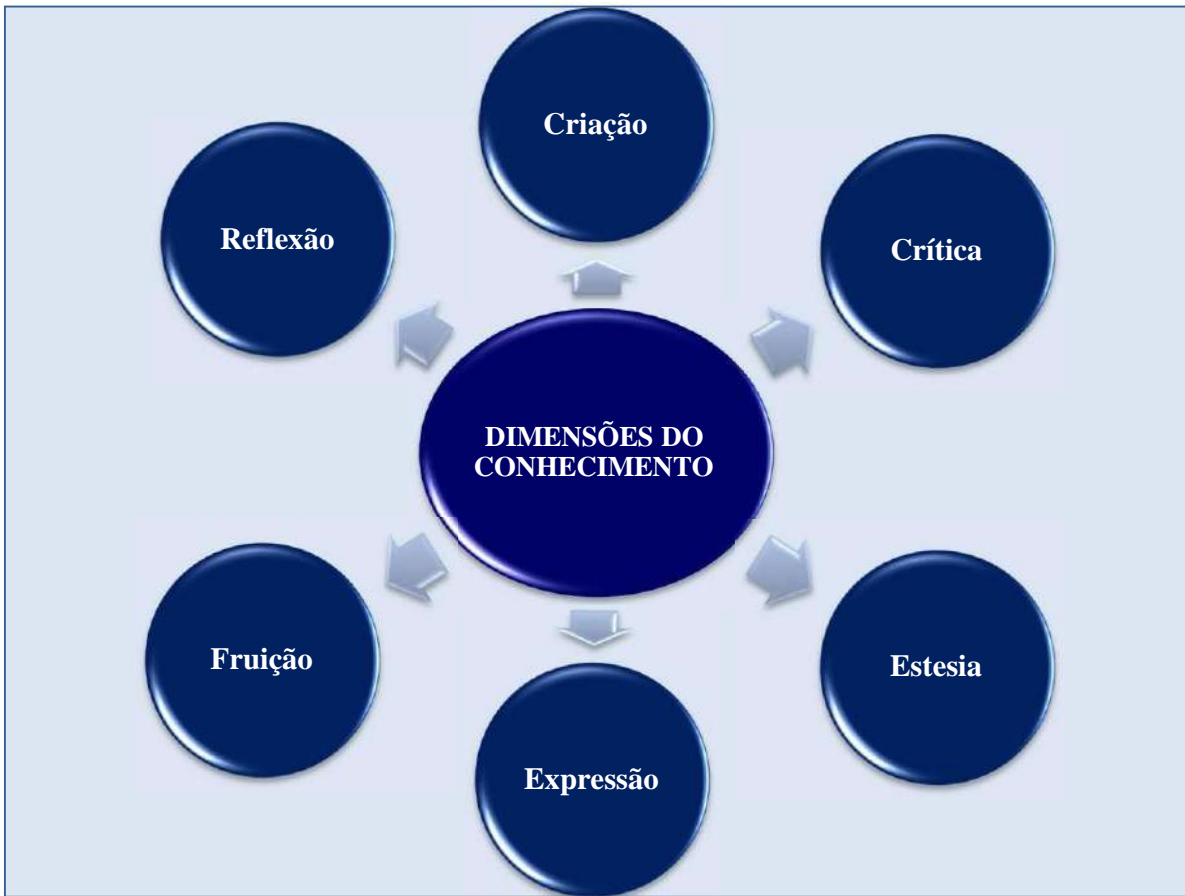 Criação
Reflexão
Crítica
DIMENSÕES DO
CONHECIMENTO
Fruição
Estesia
Expressão